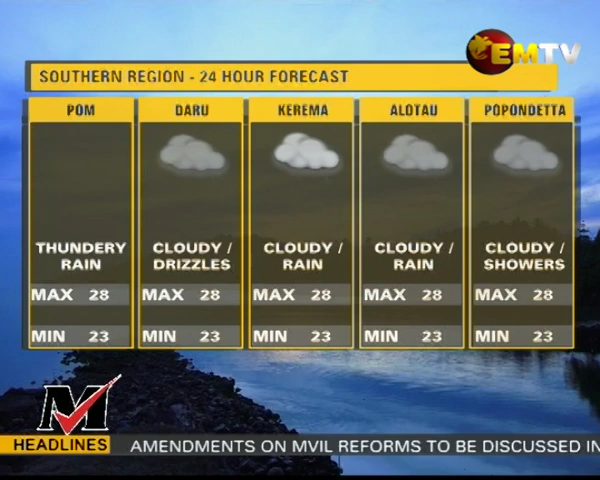 EMTV
SOUTHERN REGION - 24 HOUR FORECAST
POM
THUNDERY
RAIN
MAX 28
MIN 23
DARU
CLOUDY /
DRIZZLES
MAX 28
MIN 23
KEREMA
CLOUDY /
RAIN
MAX 28
MIN 23
ALOTAU
CLOUDY /
RAIN
MAX 28
MIN 23
POPONDETTA
CLOUDY /
SHOWERS
MAX 28
MIN 23
M
HEADLINES
AMENDMENTS ON MVIL REFORMS TO BE DISCUSSED IN